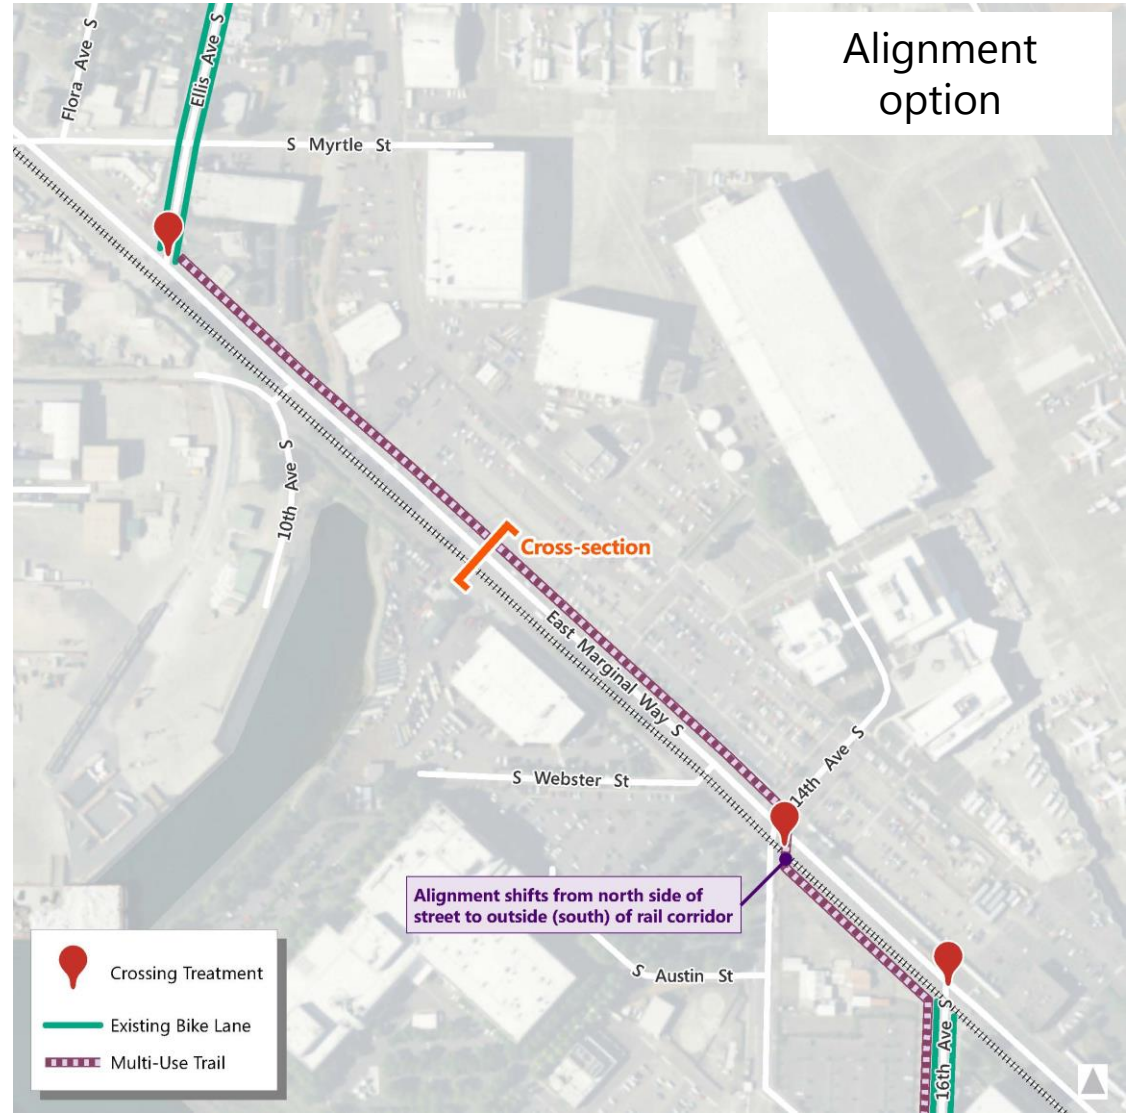 Alignment
option
Flora Ave S
Ellis Ave S
S Myrtle St
10th Ave S
Cross-section
East Marginal Way S
14th Ave S
S Webster St
Alignment shifts from north side of
street to outside (south) of rail corridor
S Austin St
16th Ave S
Crossing Treatment
Existing Bike Lane
Multi-Use Trail